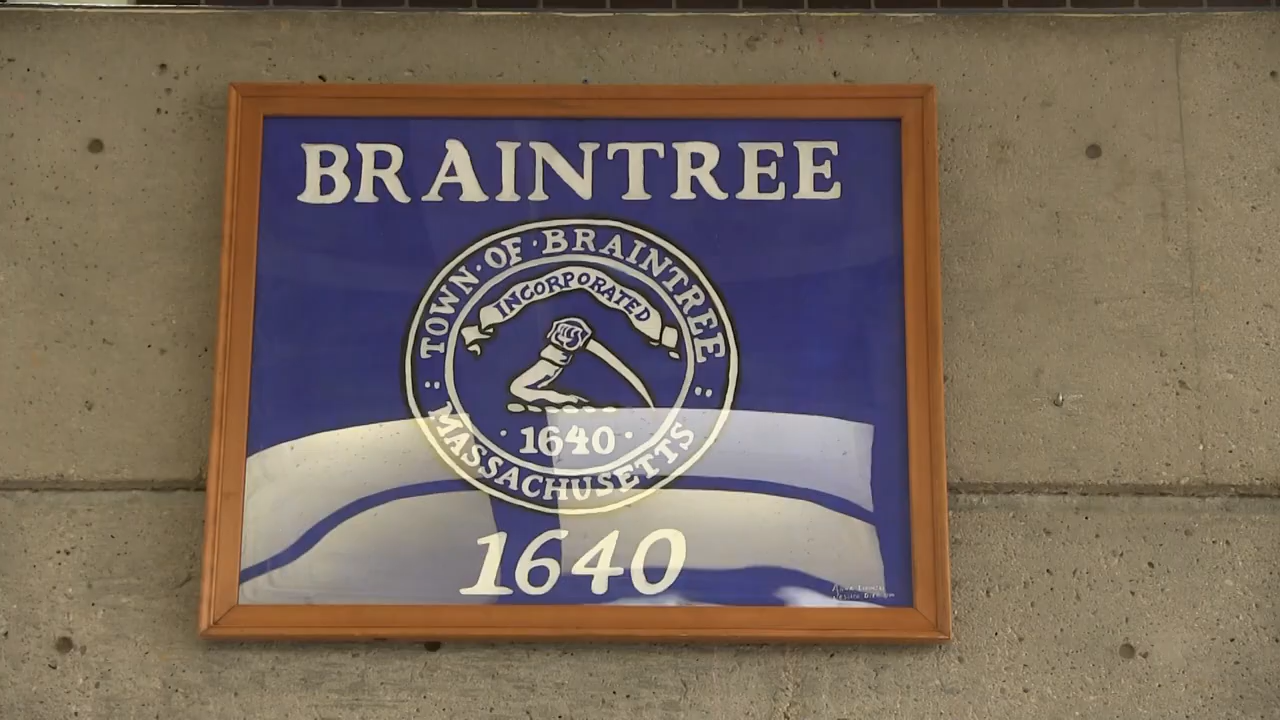 BRAINTREE
TOWN · OF · BRAINTREE
INCORPORATED
· 1640 ·
: MASSACHUSETTS :
1640